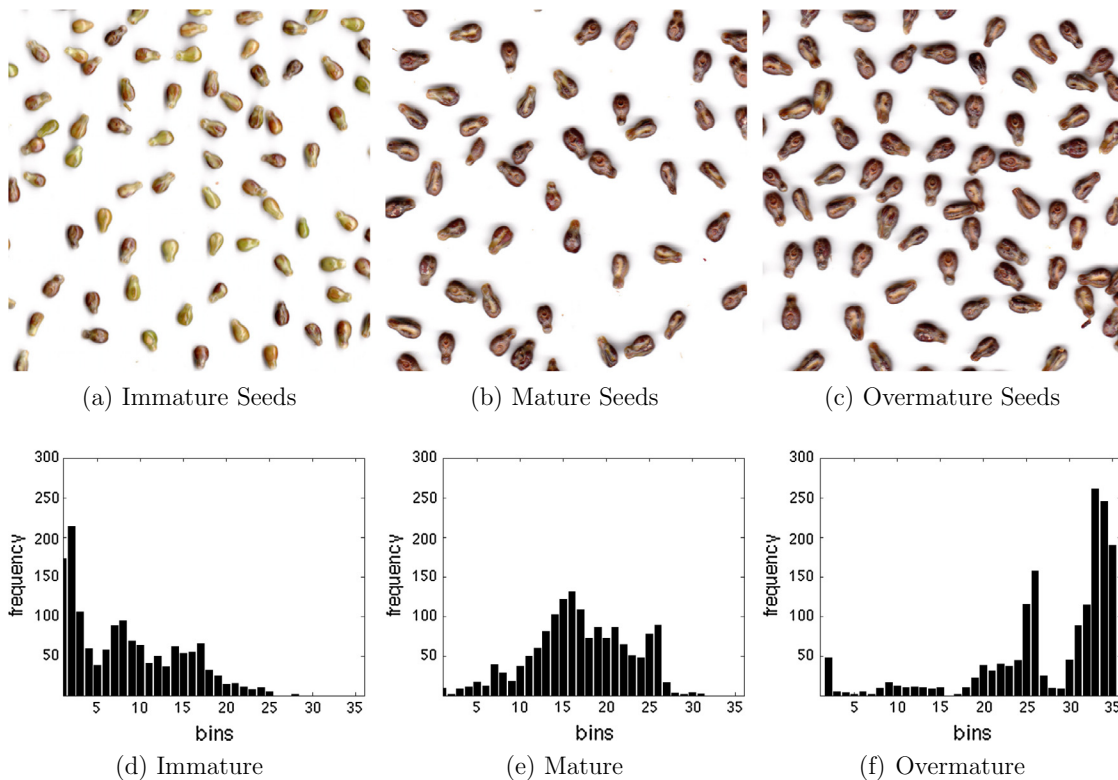 (a) Immature Seeds
(b) Mature Seeds
(c) Overmature Seeds
300
250
200
150
100
50
frequency
5 10 15 20 25 30 35
bins
300
250
200
150
100
50
frequency
5 10 15 20 25 30 35
bins
300
250
200
150
100
50
frequency
5 10 15 20 25 30 35
bins
(d) Immature
(e) Mature
(f) Overmature